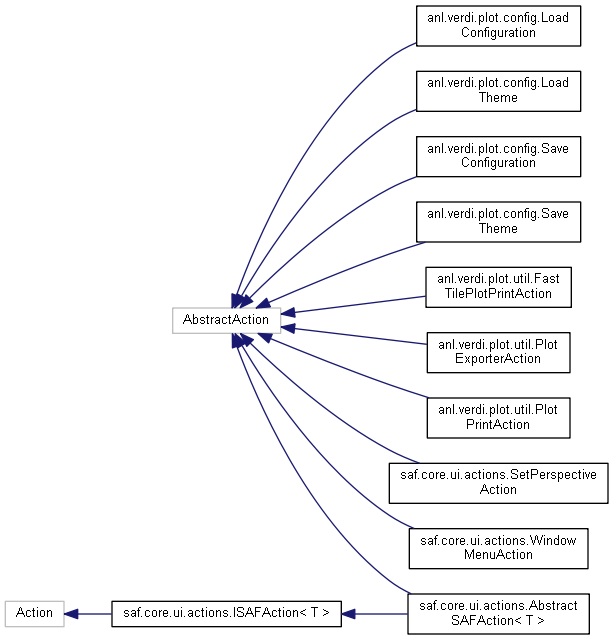 anl.verdi.plot.config.Load
Configuration
anl.verdi.plot.config.Load
Theme
anl.verdi.plot.config.Save
Configuration
anl.verdi.plot.config.Save
Theme
anl.verdi.plot.util.Fast
TilePlotPrintAction
AbstractAction
anl.verdi.plot.util.Plot
ExporterAction
anl.verdi.plot.util.Plot
PrintAction
saf.core.ui.actions.SetPerspective
Action
saf.core.ui.actions.Window
MenuAction
Action
saf.core.ui.actions.ISAFAction< T >
saf.core.ui.actions.Abstract
SAFAction< T >